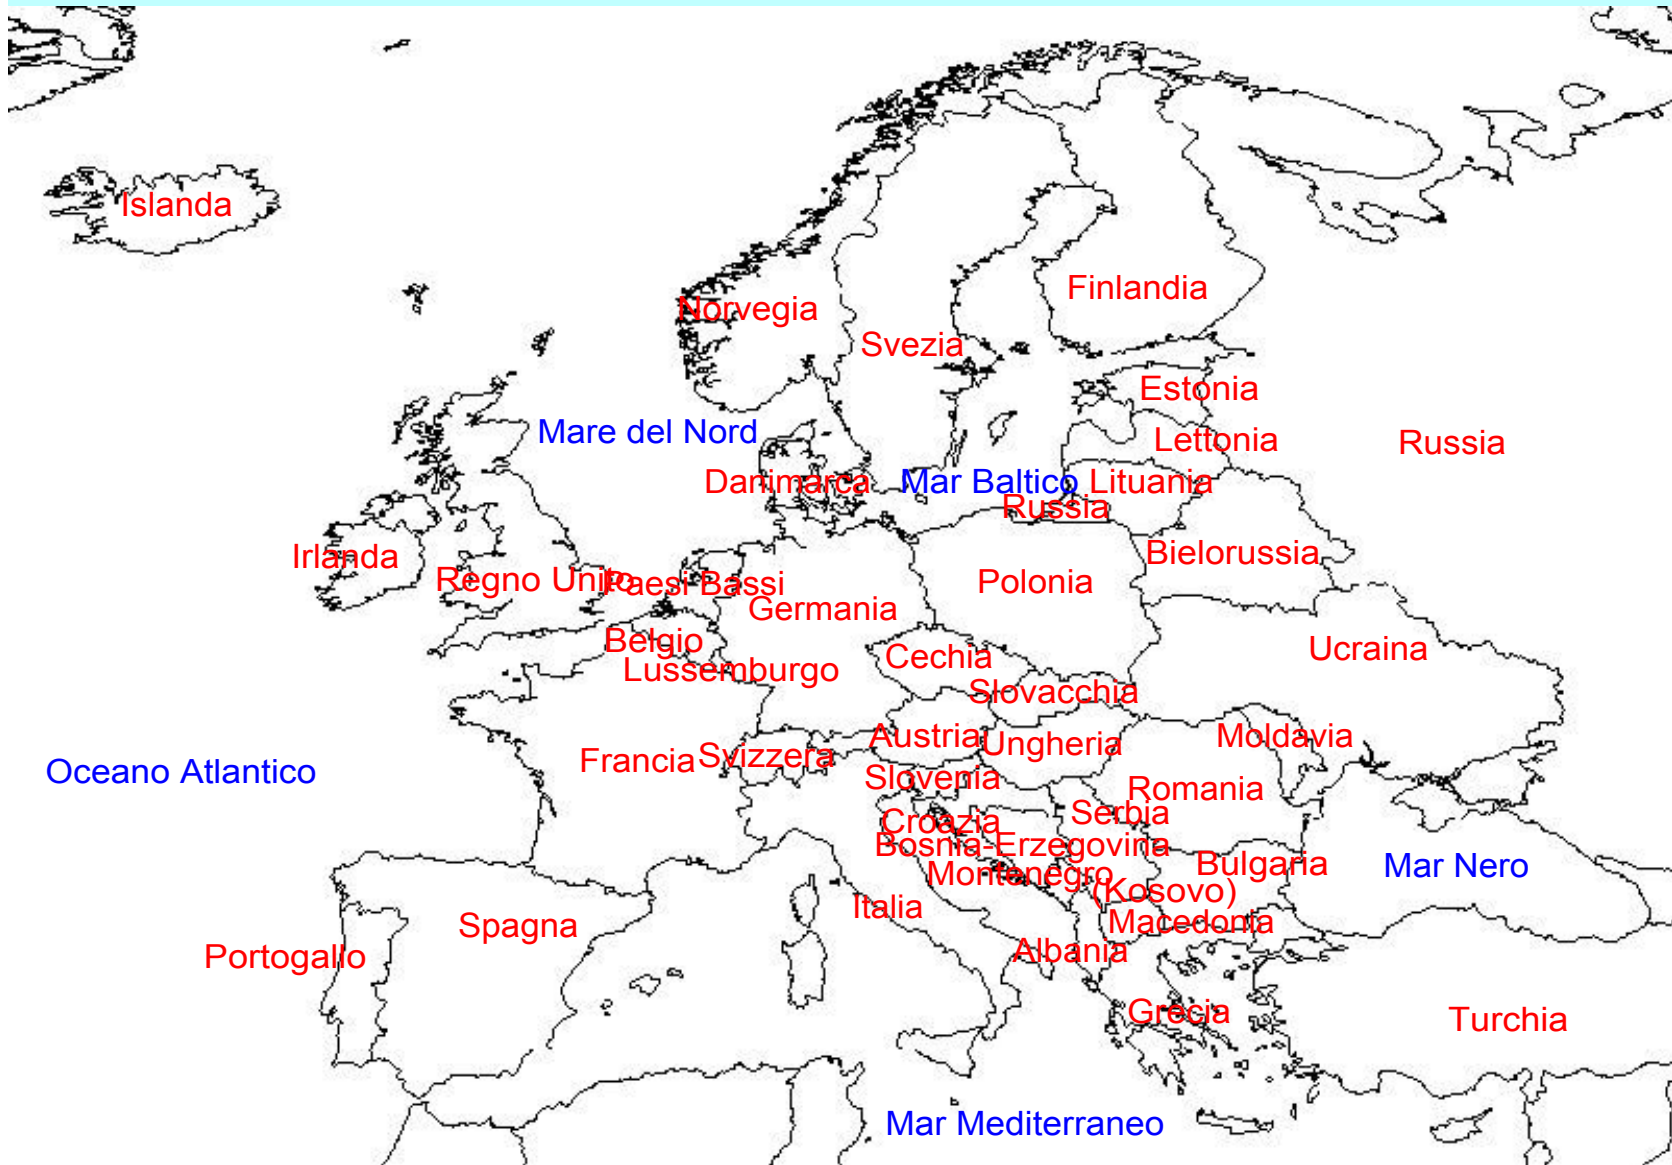 Islanda
Norvegia
Finlandia
Svezia
Estonia
Mare del Nord
Lettonia
Russia
Danimarca
Mar Baltico
Lituania
Russia
Irlanda
Bielorussia
Regno Unito
Paesi Bassi
Polonia
Germania
Belgio
Ucraina
Cechia
Lussemburgo
Slovacchia
Austria
Ungheria
Moldavia
Francia
Svizzera
Oceano Atlantico
Slovenia
Romania
Serbia
Croazia
Bosnia-Erzegovina
Bulgaria
Mar Nero
Montenegro
(Kosovo)
Italia
Macedonia
Spagna
Portogallo
Albania
Grecia
Turchia
Mar Mediterraneo